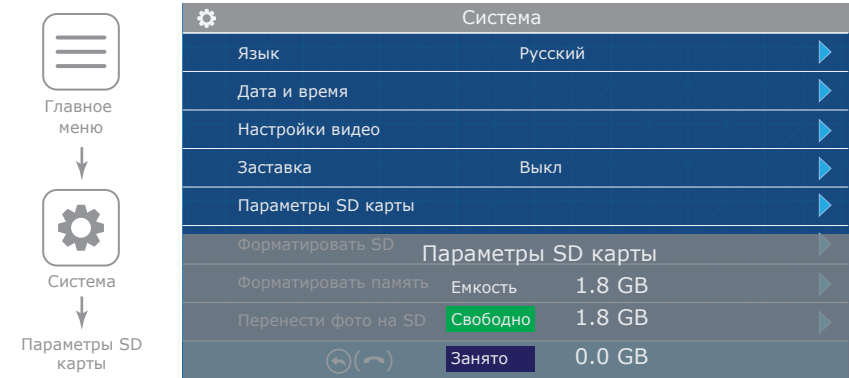 Главное
меню
Система
Параметры SD
карты
Система
Язык Русский
Дата и время
Настройки видео
Заставка Выкл
Параметры SD карты
Форматировать SD
Параметры SD карты
Форматировать память
Емкость 1.8 GB
Перенести фото на SD
Свободно 1.8 GB
Занято 0.0 GB